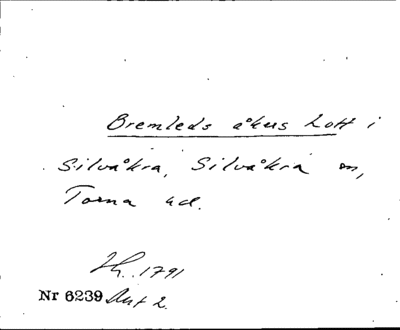 Bremleds åkers Lott i
Silvåkra, Silvåkra sn,
Torna hd.
1791
Nr 6239 Akt 2.